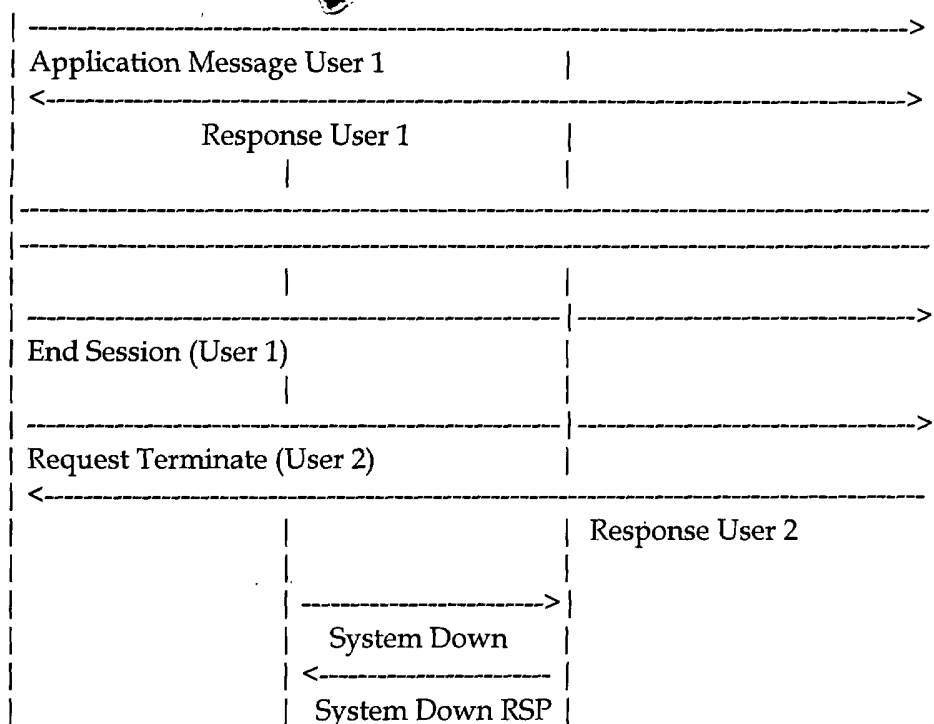 Application Message User 1
Response User 1
End Session (User 1)
Request Terminate (User 2)
Response User 2
System Down
System Down RSP